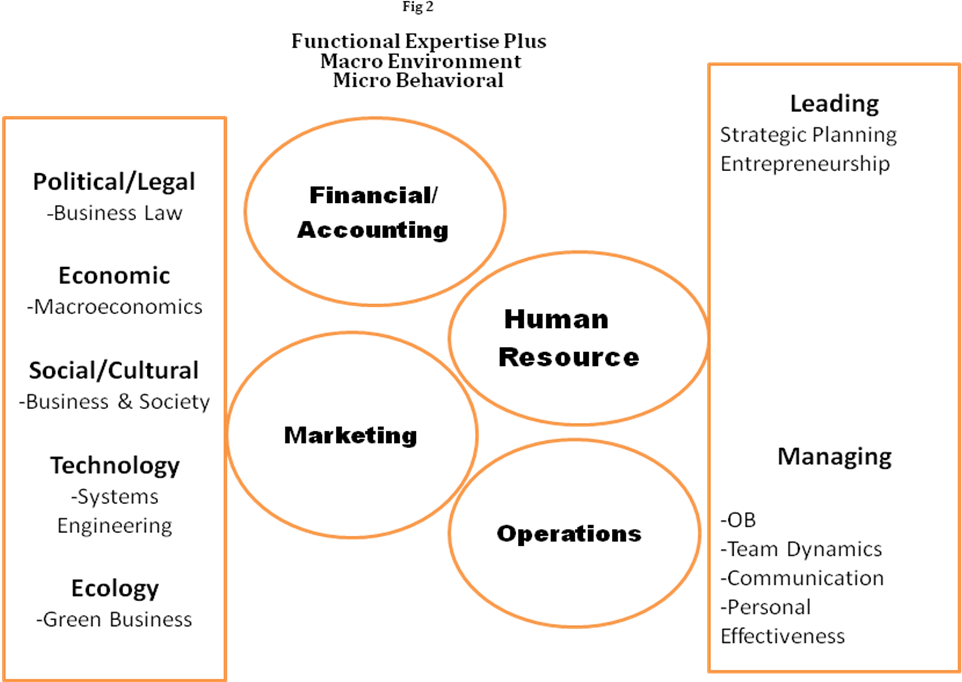 Fig 2
Functional Expertise Plus
Macro Environment
Micro Behavioral
Political/Legal
-Business Law
Economic
-Macroeconomics
Social/Cultural
-Business & Society
Technology
-Systems
Engineering
Ecology
-Green Business
Financial/
Accounting
Human
Resource
Marketing
Operations
Leading
Strategic Planning
Entrepreneurship
Managing
-OB
-Team Dynamics
-Communication
-Personal
Effectiveness